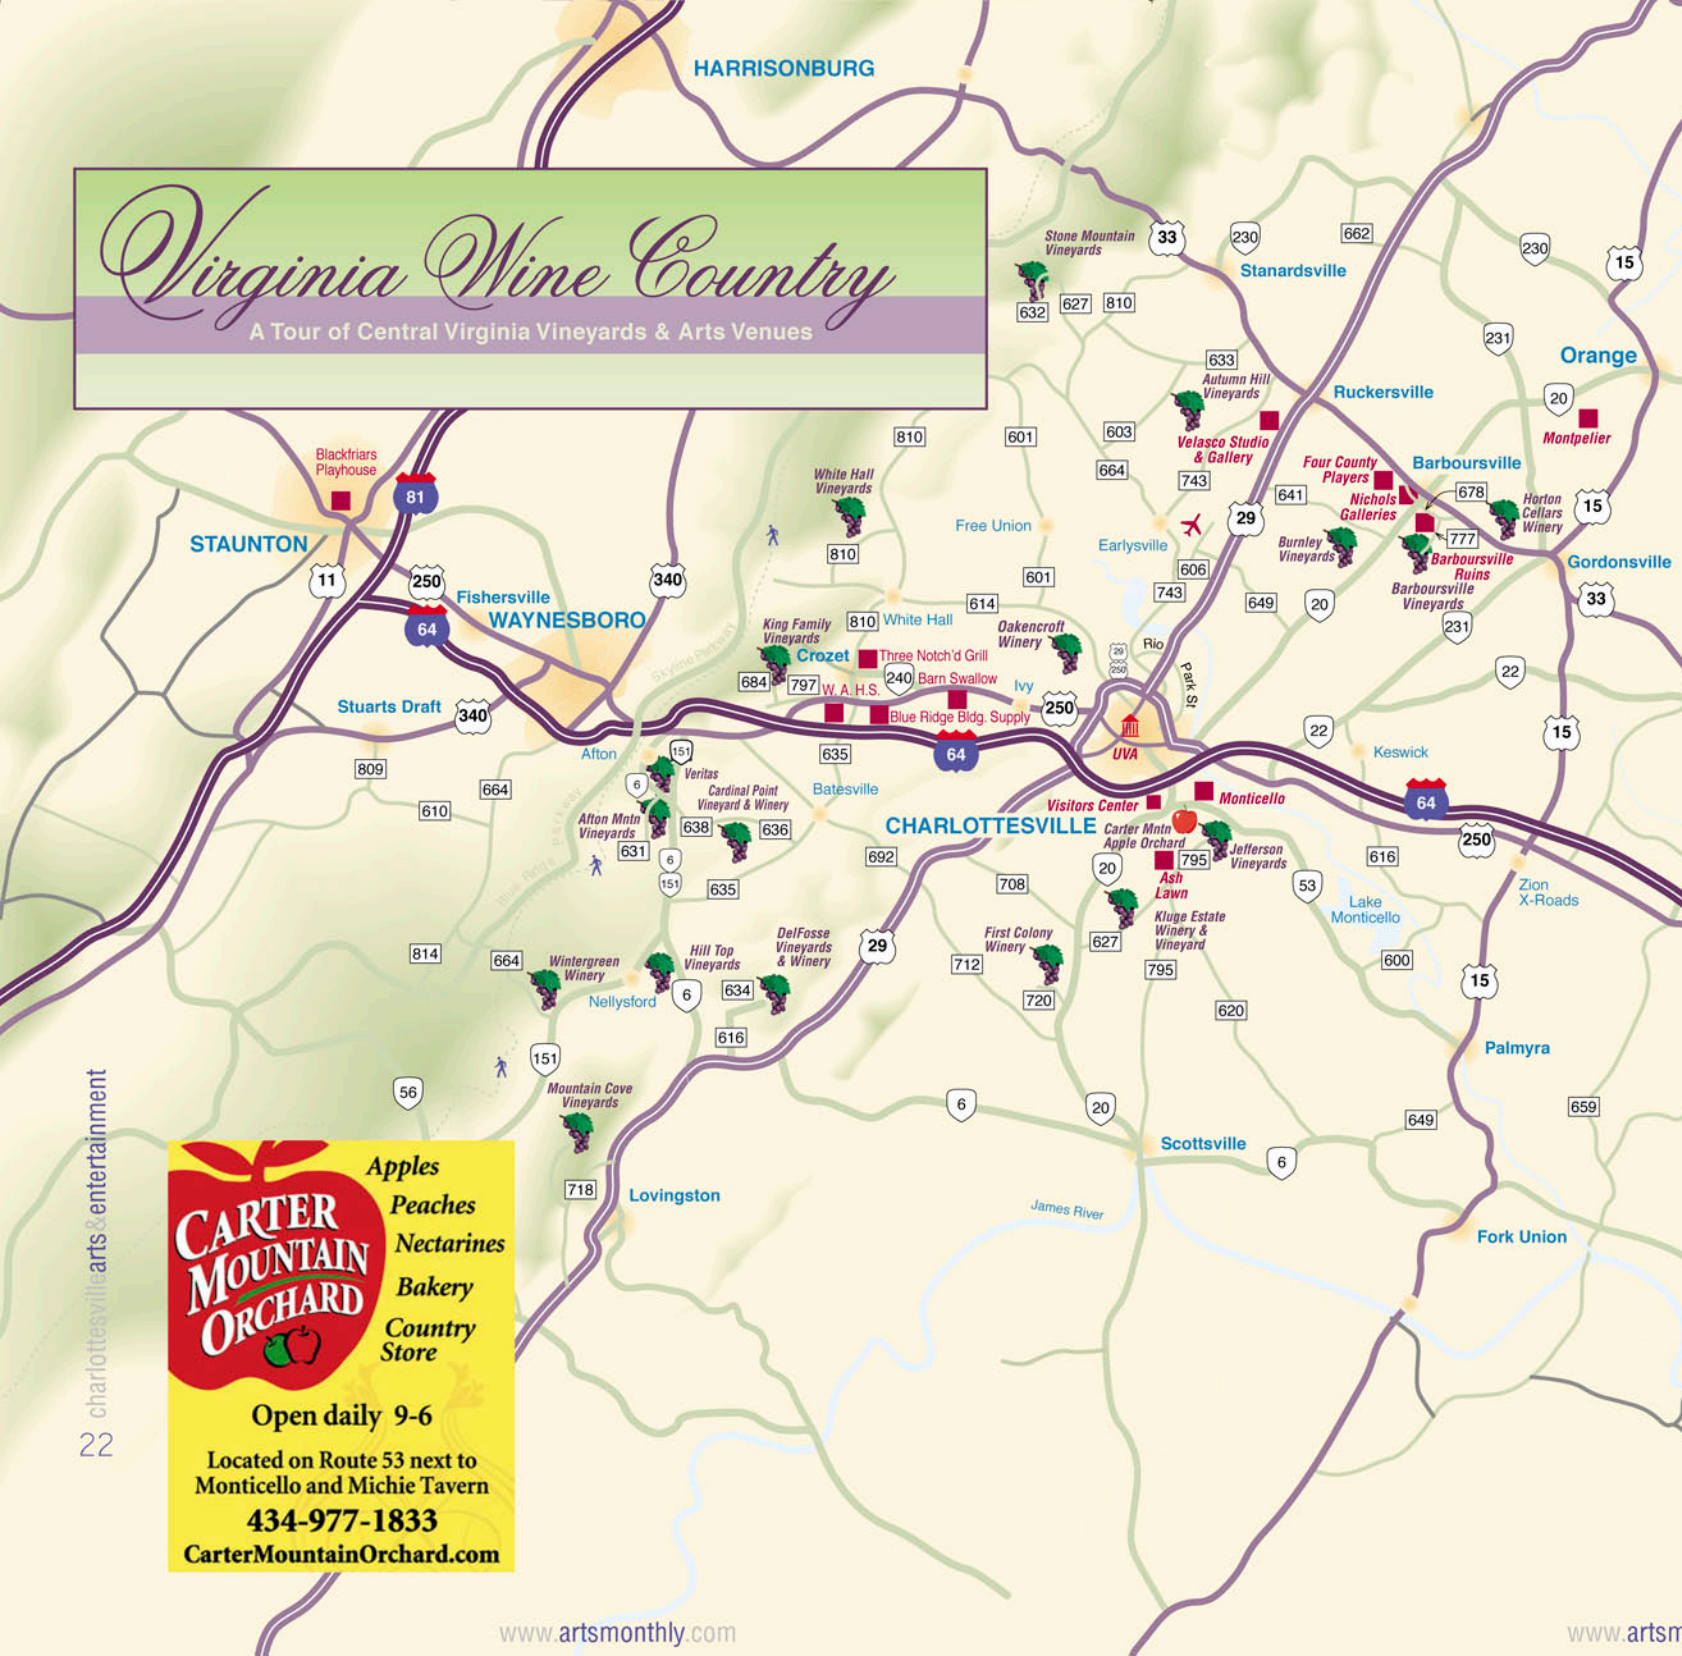 HARRISONBURG
Virginia Wine Country
A Tour of Central Virginia Vineyards & Arts Venues
Stone Mountain
Vineyards
33
230
662
230
15
Stanardsville
632
627
810
231
Orange
633
Autumn Hill
Vineyards
Ruckersville
20
Montpelier
Velasco Studio
& Gallery
810
601
603
664
743
Blackfriars
Playhouse
81
STAUNTON
11
250
Fishersville
64
WAYNESBORO
340
White Hall
Vineyards
810
Free Union
Earlysville
29
641
Four County
Players
Barboursville
Nichols
Galleries
678
Horton
Cellars
Winery
15
777
Burnley
Vineyards
Barboursville
Ruins
Barboursville
Vineyards
Gordonsville
33
601
606
743
649
20
231
614
810
White Hall
King Family
Vineyards
Crozet
Three Notch'd Grill
Oakencroft
Winery
29
250
Rio
Park St
22
684
797
W. A. H.S.
240
Barn Swallow
Ivy
250
Blue Ridge Bldg. Supply
Skyline Parkway
Stuarts Draft
340
Afton
151
635
64
UVA
22
Keswick
15
809
664
610
6
Veritas
Cardinal Point
Vineyard & Winery
Batesville
Afton Mntn
Vineyards
638
636
631
6
151
635
Blue Ridge Parkway
CHARLOTTESVILLE
Visitors Center
Monticello
64
250
Carter Mntn
Apple Orchard
Jefferson
Vineyards
795
Ash
Lawn
20
616
53
Lake
Monticello
Zion
X-Roads
692
708
Kluge Estate
Winery &
Vineyard
627
795
First Colony
Winery
712
720
620
600
15
814
664
Wintergreen
Winery
Nellysford
Hill Top
Vineyards
6
634
DelFosse
Vineyards
& Winery
29
616
151
56
Mountain Cove
Vineyards
718
Lovingston
6
20
Scottsville
6
649
659
Palmyra
James River
Fork Union
CARTER
MOUNTAIN
ORCHARD
Apples
Peaches
Nectarines
Bakery
Country
Store
Open daily 9-6
Located on Route 53 next to
Monticello and Michie Tavern
434-977-1833
CarterMountainOrchard.com
22 charlottesvillearts&entertainment
www.artsmonthly.com
www.artsm